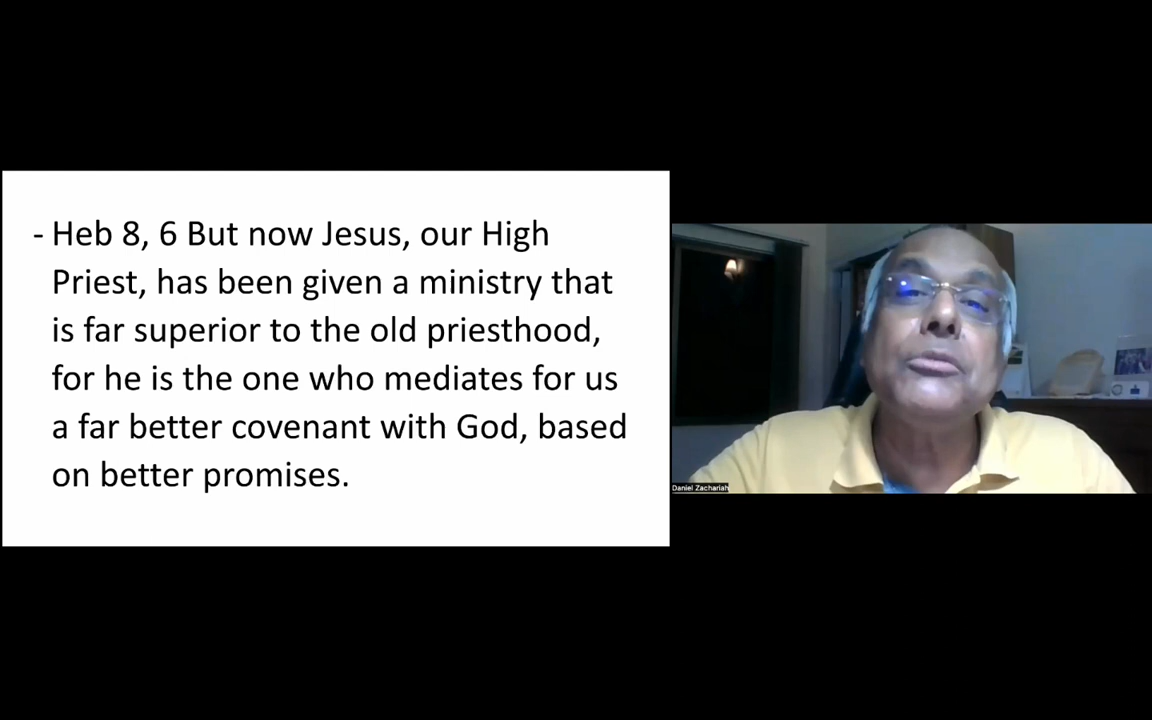 - Heb 8, 6 But now Jesus, our High
Priest, has been given a ministry that
is far superior to the old priesthood,
for he is the one who mediates for us
a far better covenant with God, based
on better promises.
Daniel Zachariah